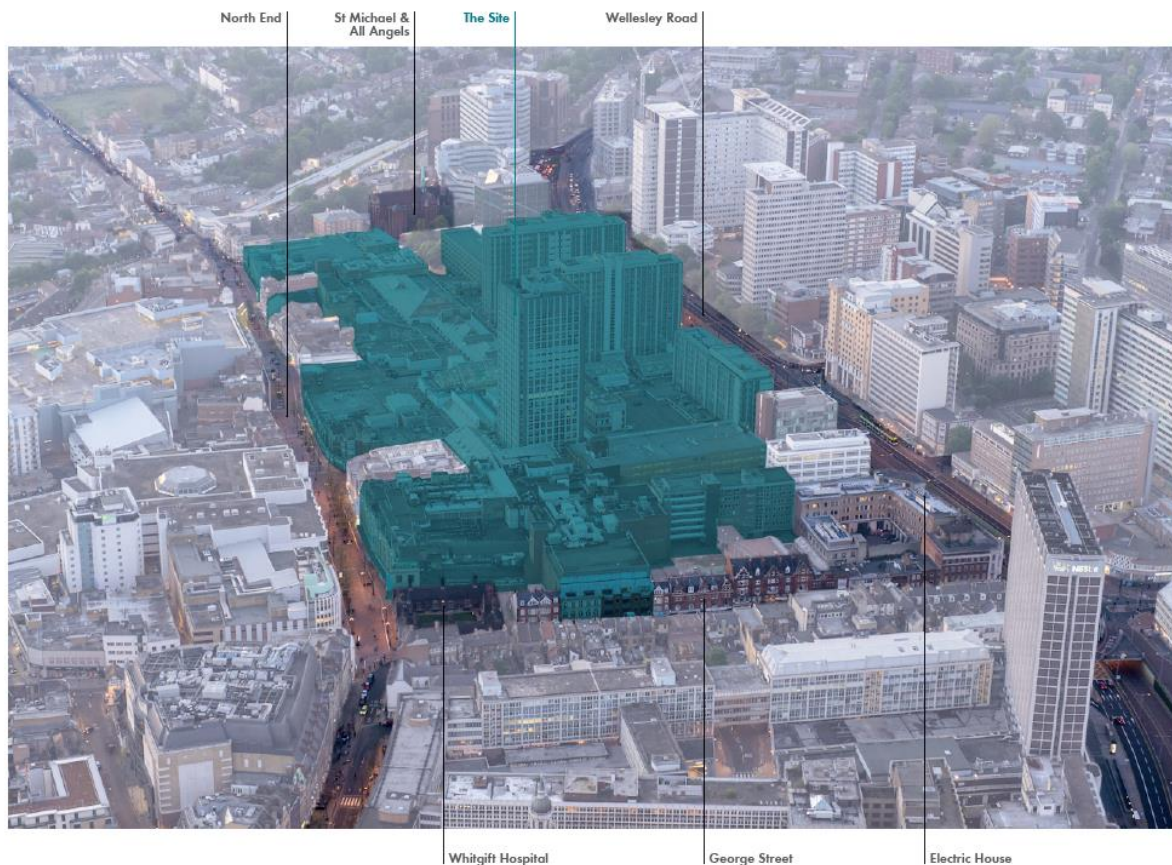 North End
St Michael &
All Angels
The Site
Wellesley Road
Whitgift Hospital
George Street
Electric House